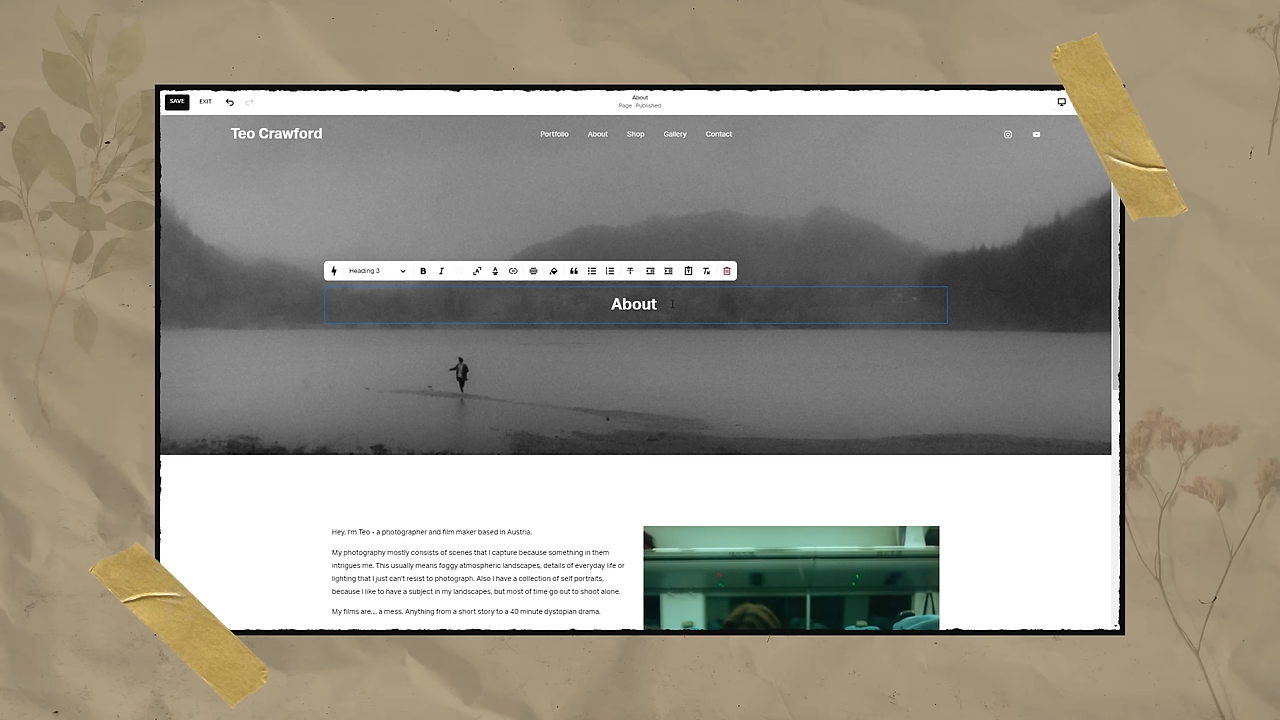 SAVE EXIT
About
Page · Published
Teo Crawford
Portfolio About Shop Gallery Contact
Heading 3
About
Hey, I'm Teo - a photographer and film maker based in Austria.
My photography mostly consists of scenes that I capture because something in them
intrigues me. This usually means foggy atmospheric landscapes, details of everyday life or
lighting that I just can't resist to photograph. Also I have a collection of self portraits,
because I like to have a subject in my landscapes, but most of time go out to shoot alone.
My films are... a mess. Anything from a short story to a 40 minute dystopian drama.